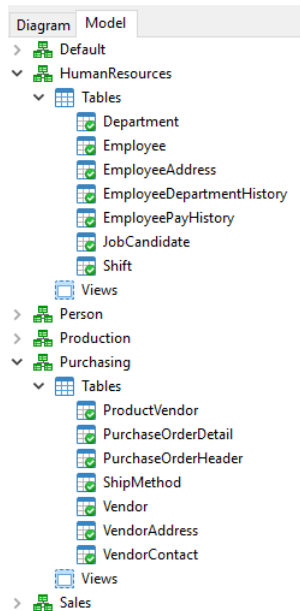 Diagram Model
Default
HumanResources
Tables
Department
Employee
EmployeeAddress
EmployeeDepartmentHistory
EmployeePayHistory
JobCandidate
Shift
Views
Person
Production
Purchasing
Tables
ProductVendor
PurchaseOrderDetail
PurchaseOrderHeader
ShipMethod
Vendor
VendorAddress
VendorContact
Views
Sales